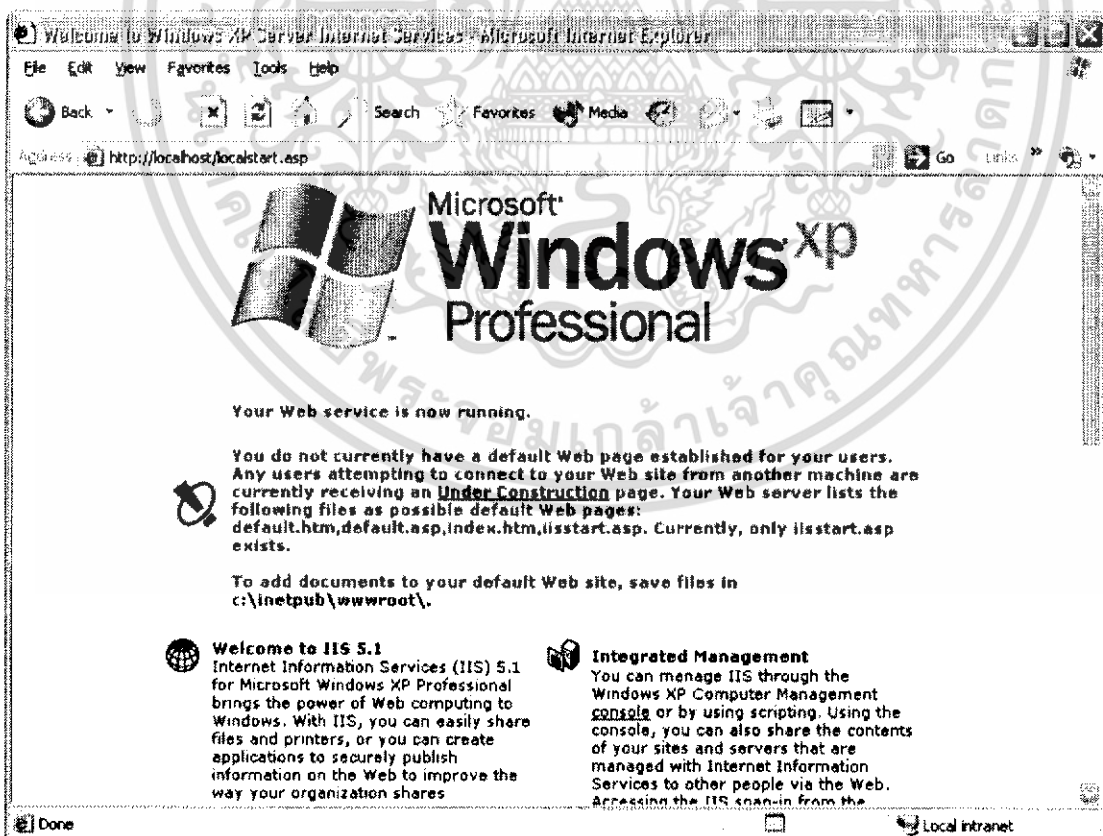 Welcome to Windows XP Server Internet Services - Microsoft Internet Explorer
File Edit View Favorites Tools Help
Back Search Favorites Media
Address http://localhost/localstart.asp Go Links »
Microsoft
Windows xp
Professional
Your Web service is now running.
You do not currently have a default Web page established for your users.
Any users attempting to connect to your Web site from another machine are
currently receiving an Under Construction page. Your Web server lists the
following files as possible default Web pages:
default.htm,default.asp,index.htm,iisstart.asp. Currently, only iisstart.asp
exists.
To add documents to your default Web site, save files in
c:\inetpub\wwwroot\.
Welcome to IIS 5.1
Internet Information Services (IIS) 5.1
for Microsoft Windows XP Professional
brings the power of Web computing to
Windows. With IIS, you can easily share
files and printers, or you can create
applications to securely publish
information on the Web to improve the
way your organization shares
Integrated Management
You can manage IIS through the
Windows XP Computer Management
console or by using scripting. Using the
console, you can also share the contents
of your sites and servers that are
managed with Internet Information
Services to other people via the Web.
Accessing the IIS snap-in from the
Done Local intranet